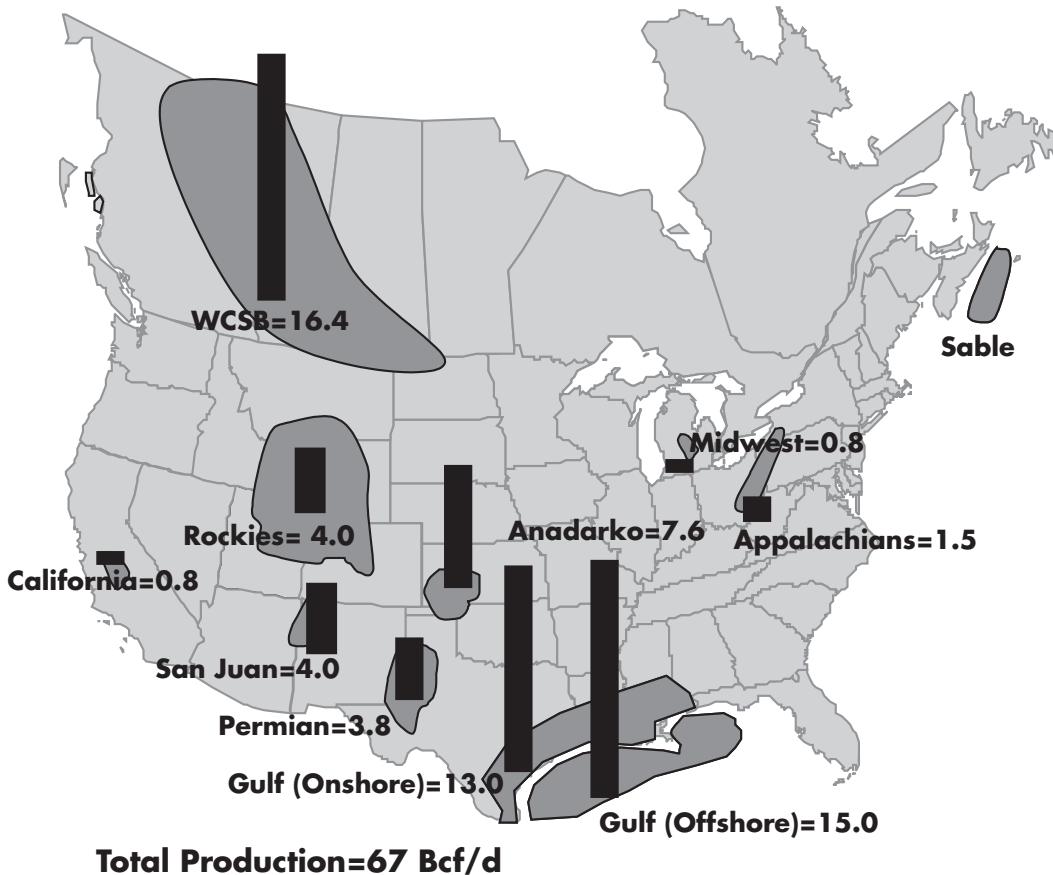 WCSB=16.4
Sable
Midwest=0.8
Rockies= 4.0
Anadarko=7.6
Appalachians=1.5
California=0.8
San Juan=4.0
Permian=3.8
Gulf (Onshore)=13.0
Gulf (Offshore)=15.0
Total Production=67 Bcf/d